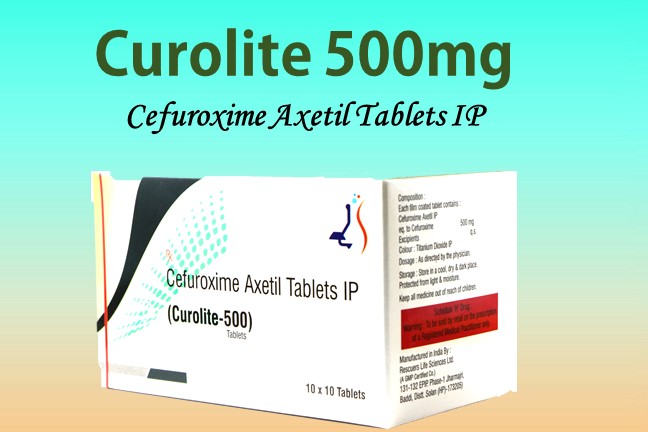 Curolite 500mg
Cefuroxime Axetil Tablets IP
Rx
Cefuroxime Axetil Tablets IP
(Curolite-500)
Tablets
10 x 10 Tablets
Composition :
Each film coated tablet contains :
Cefuroxime Axetil IP
eq. to Cefuroxime 500 mg
Excipients q.s.
Colour : Titanium Dioxide IP
Dosage : As directed by the physician.
Storage : Store in a cool, dry & dark place.
Protected from light & moisture.
Keep all medicine out of reach of children.
Schedule 'H' Drug
Warning : To be sold by retail on the prescription
of a Registered Medical Practitioner only.
Manufactured in India By :
Rescuers Life Sciences Ltd.
(A GMP Certified Co.)
131-132 EPIP, Phase-1 Jharmajri,
Baddi, Distt. Solan (HP)-173205)